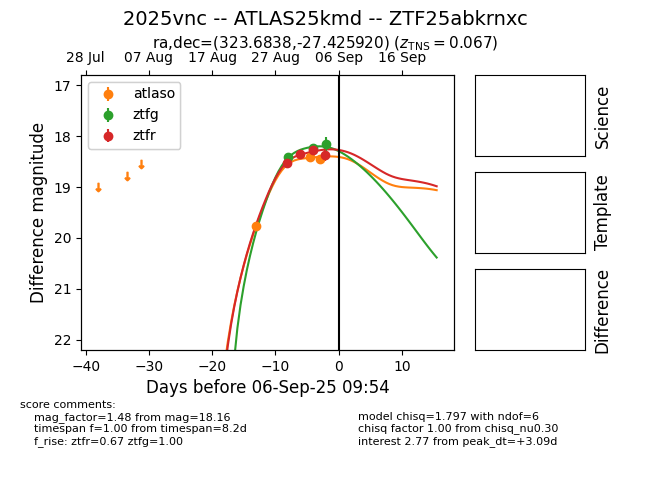 2025vnc -- ATLAS25kmd -- ZTF25abkrnxc
ra,dec=(323.6838,-27.425920) (z_TNS = 0.067)
28 Jul 07 Aug 17 Aug 27 Aug 06 Sep 16 Sep
17
18
19
20
21
22
Difference magnitude
atlaso
ztfg
ztfr
−40 −30 −20 −10 0 10
Days before 06-Sep-25 09:54
Science
Template
Difference
score comments:
mag_factor=1.48 from mag=18.16
timespan f=1.00 from timespan=8.2d
f_rise: ztfr=0.67 ztfg=1.00
model chisq=1.797 with ndof=6
chisq factor 1.00 from chisq_nu0.30
interest 2.77 from peak_dt=+3.09d